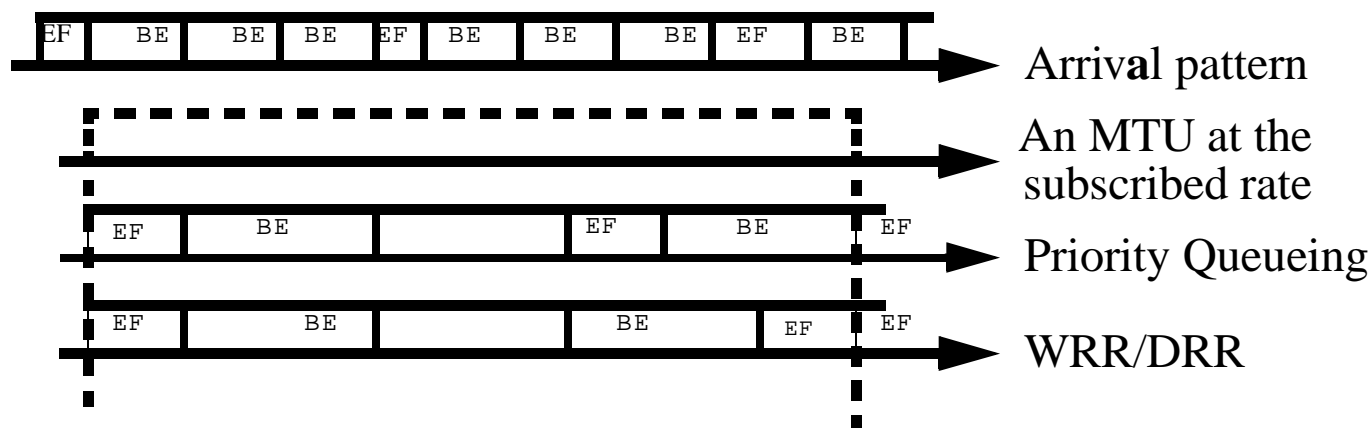 EF BE BE BE EF BE BE BE EF BE
Arrival pattern
An MTU at the
subscribed rate
EF BE EF BE EF
Priority Queueing
EF BE BE EF EF
WRR/DRR